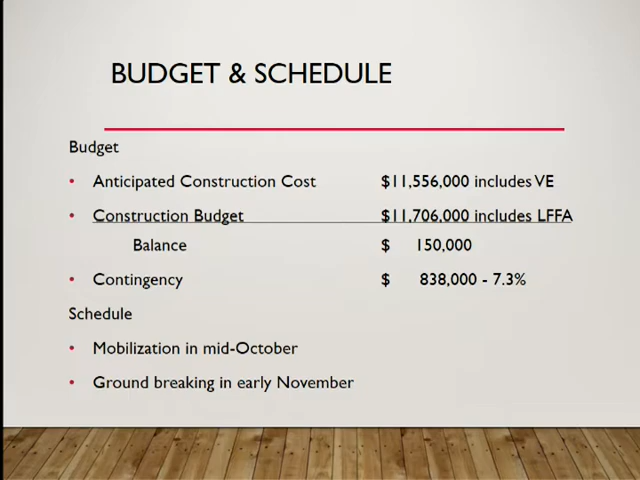 BUDGET & SCHEDULE
Budget
• Anticipated Construction Cost $11,556,000 includes VE
• Construction Budget $11,706,000 includes LFFA
Balance $ 150,000
• Contingency $ 838,000 - 7.3%
Schedule
• Mobilization in mid-October
• Ground breaking in early November